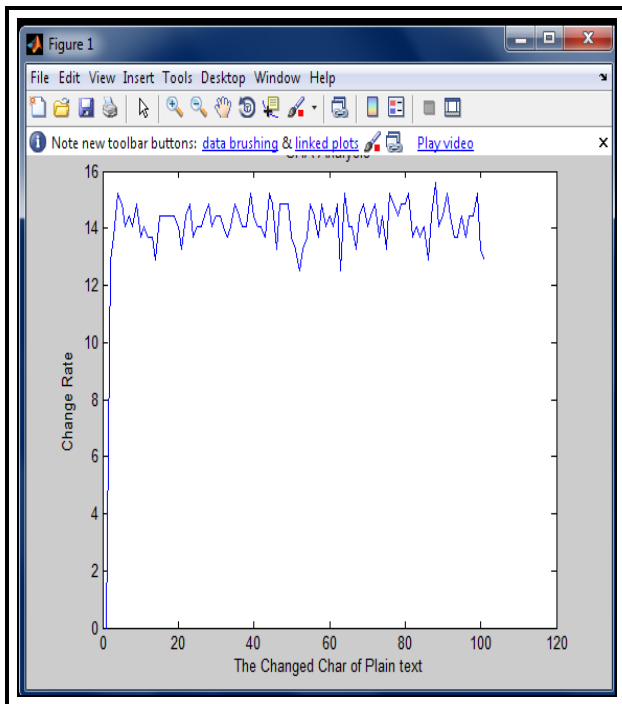 Figure 1
File Edit View Insert Tools Desktop Window Help
Note new toolbar buttons: data brushing & linked plots Play video
16
14
12
10
8
6
4
2
0
Change Rate
0 20 40 60 80 100 120
The Changed Char of Plain text